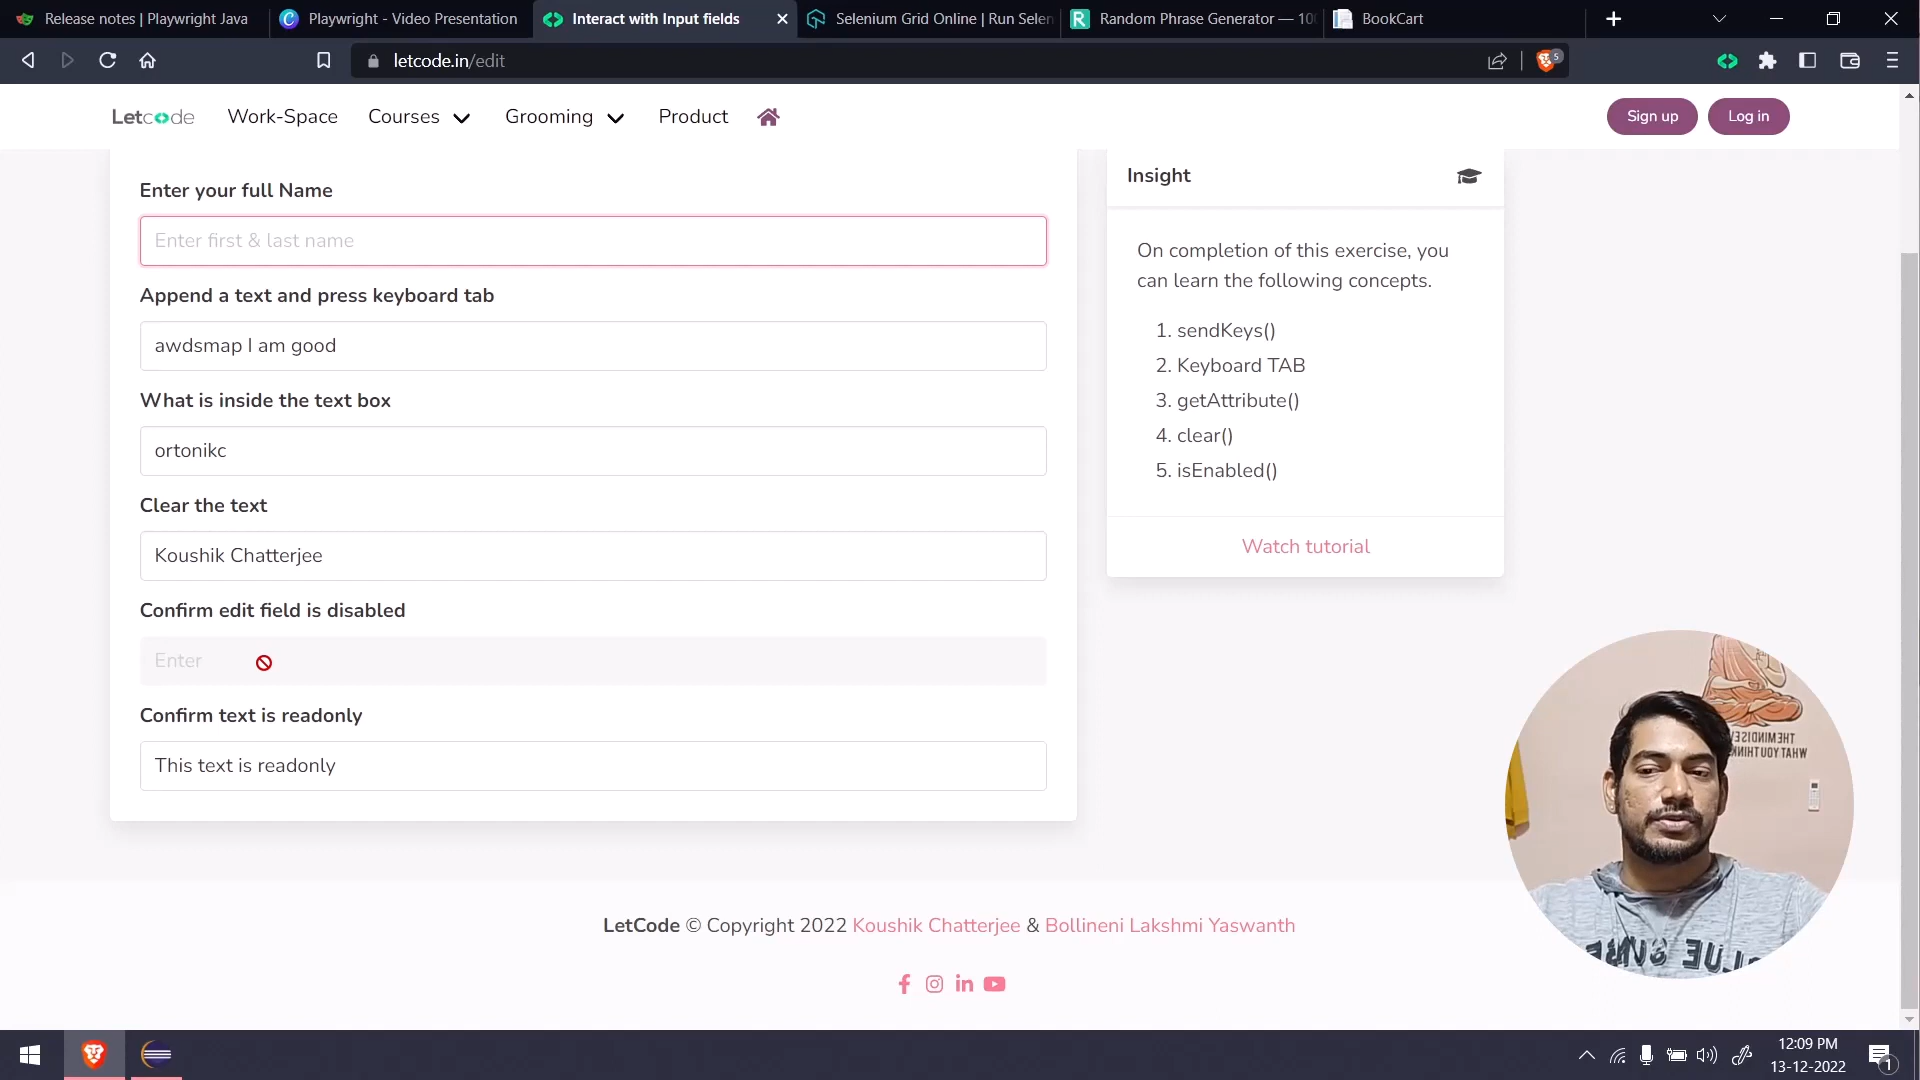 Release notes | Playwright Java
Playwright - Video Presentation
Interact with Input fields
Selenium Grid Online | Run Selen
Random Phrase Generator — 10
BookCart
letcode.in/edit
5
Letcode
Work-Space
Courses
Grooming
Product
Sign up
Log in
Enter your full Name
Enter first & last name
Append a text and press keyboard tab
awdsmap I am good
What is inside the text box
ortonikc
Clear the text
Koushik Chatterjee
Confirm edit field is disabled
Enter
Confirm text is readonly
This text is readonly
Insight
On completion of this exercise, you
can learn the following concepts.
1. sendKeys()
2. Keyboard TAB
3. getAttribute()
4. clear()
5. isEnabled()
Watch tutorial
LetCode © Copyright 2022 Koushik Chatterjee & Bollineni Lakshmi Yaswanth
12:09 PM
13-12-2022
1